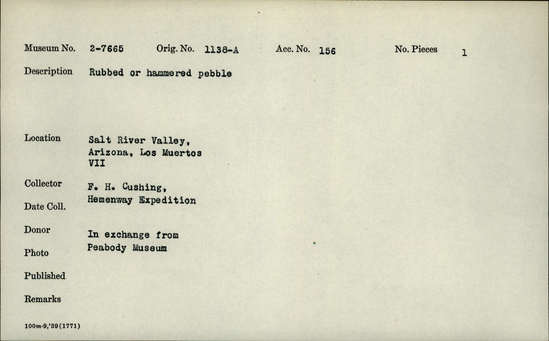 Museum No. 2-7665 Orig. No. 1138-A Acc. No. 156 No. Pieces 1
Description Rubbed or hammered pebble
Location Salt River Valley,
Arizona, Los Muertos
VII
Collector F. H. Cushing,
Date Coll. Hemenway Expedition
Donor In exchange from
Photo Peabody Museum
Published
Remarks
100m-9,'39(1771)